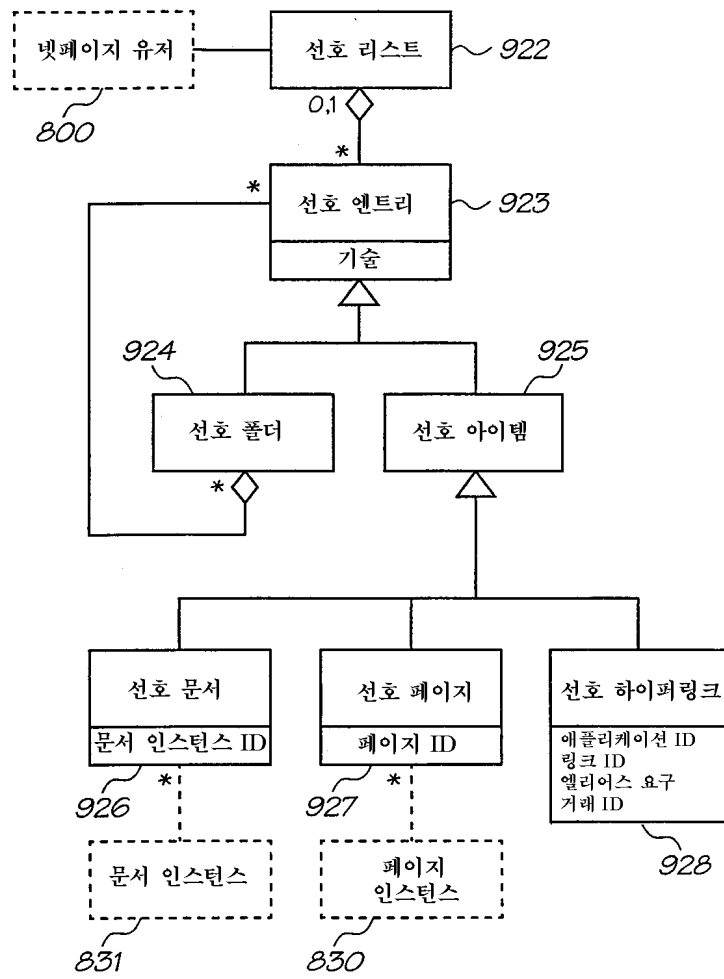 넷페이지 유저
선호 리스트
922
800
0,1
*
*
선호 엔트리
923
기술
924
925
선호 폴더
선호 아이템
*
선호 문서
선호 페이지
선호 하이퍼링크
문서 인스턴스 ID
페이지 ID
애플리케이션 ID
링크 ID
엘리어스 요구
거래 ID
926
*
927
*
928
문서 인스턴스
페이지
인스턴스
831
830